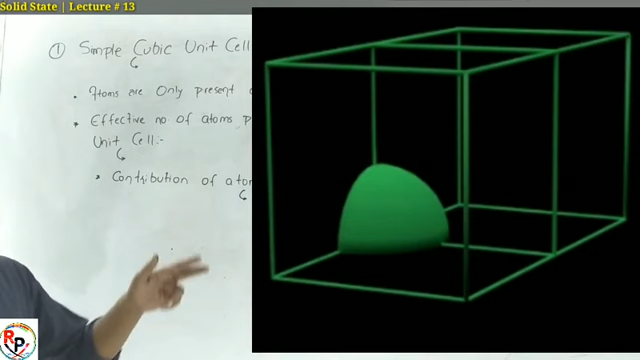 Solid State | Lecture # 13
① Simple Cubic Unit Cell
• Atoms are Only present
• Effective no of atoms p
Unit Cell:-
• Contribution of ato
RP